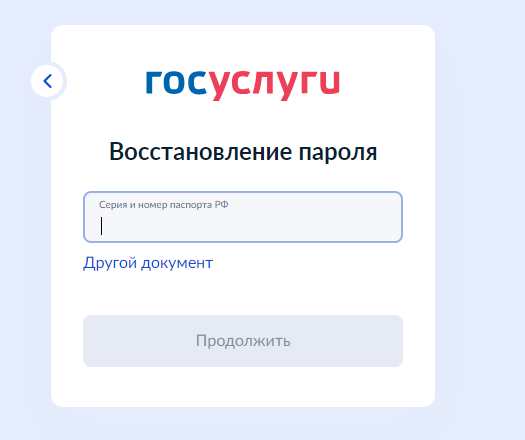 госуслуги
Восстановление пароля
Серия и номер паспорта РФ
Другой документ
Продолжить